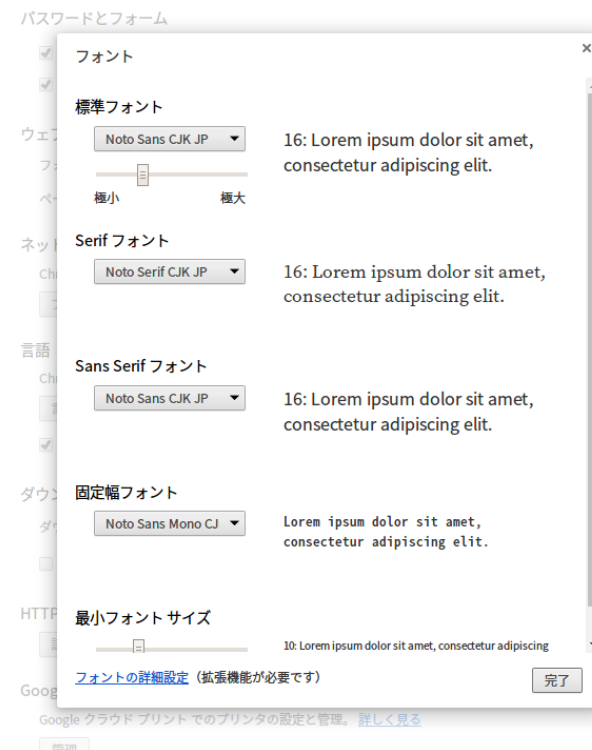 パスワードとフォーム
フォント
×
標準フォント
Noto Sans CJK JP
16: Lorem ipsum dolor sit amet,
consectetur adipiscing elit.
極小
極大
Serif フォント
Noto Serif CJK JP
16: Lorem ipsum dolor sit amet,
consectetur adipiscing elit.
Sans Serif フォント
Noto Sans CJK JP
16: Lorem ipsum dolor sit amet,
consectetur adipiscing elit.
固定幅フォント
Noto Sans Mono CJ
Lorem ipsum dolor sit amet,
consectetur adipiscing elit.
最小フォント サイズ
10: Lorem ipsum dolor sit amet, consectetur adipiscing
フォントの詳細設定（拡張機能が必要です）
完了
ウェブ
ネット
言語
ダウン
HTTP
Goog
Google クラウド プリント でのプリンタの設定と管理。 詳しく見る
管理